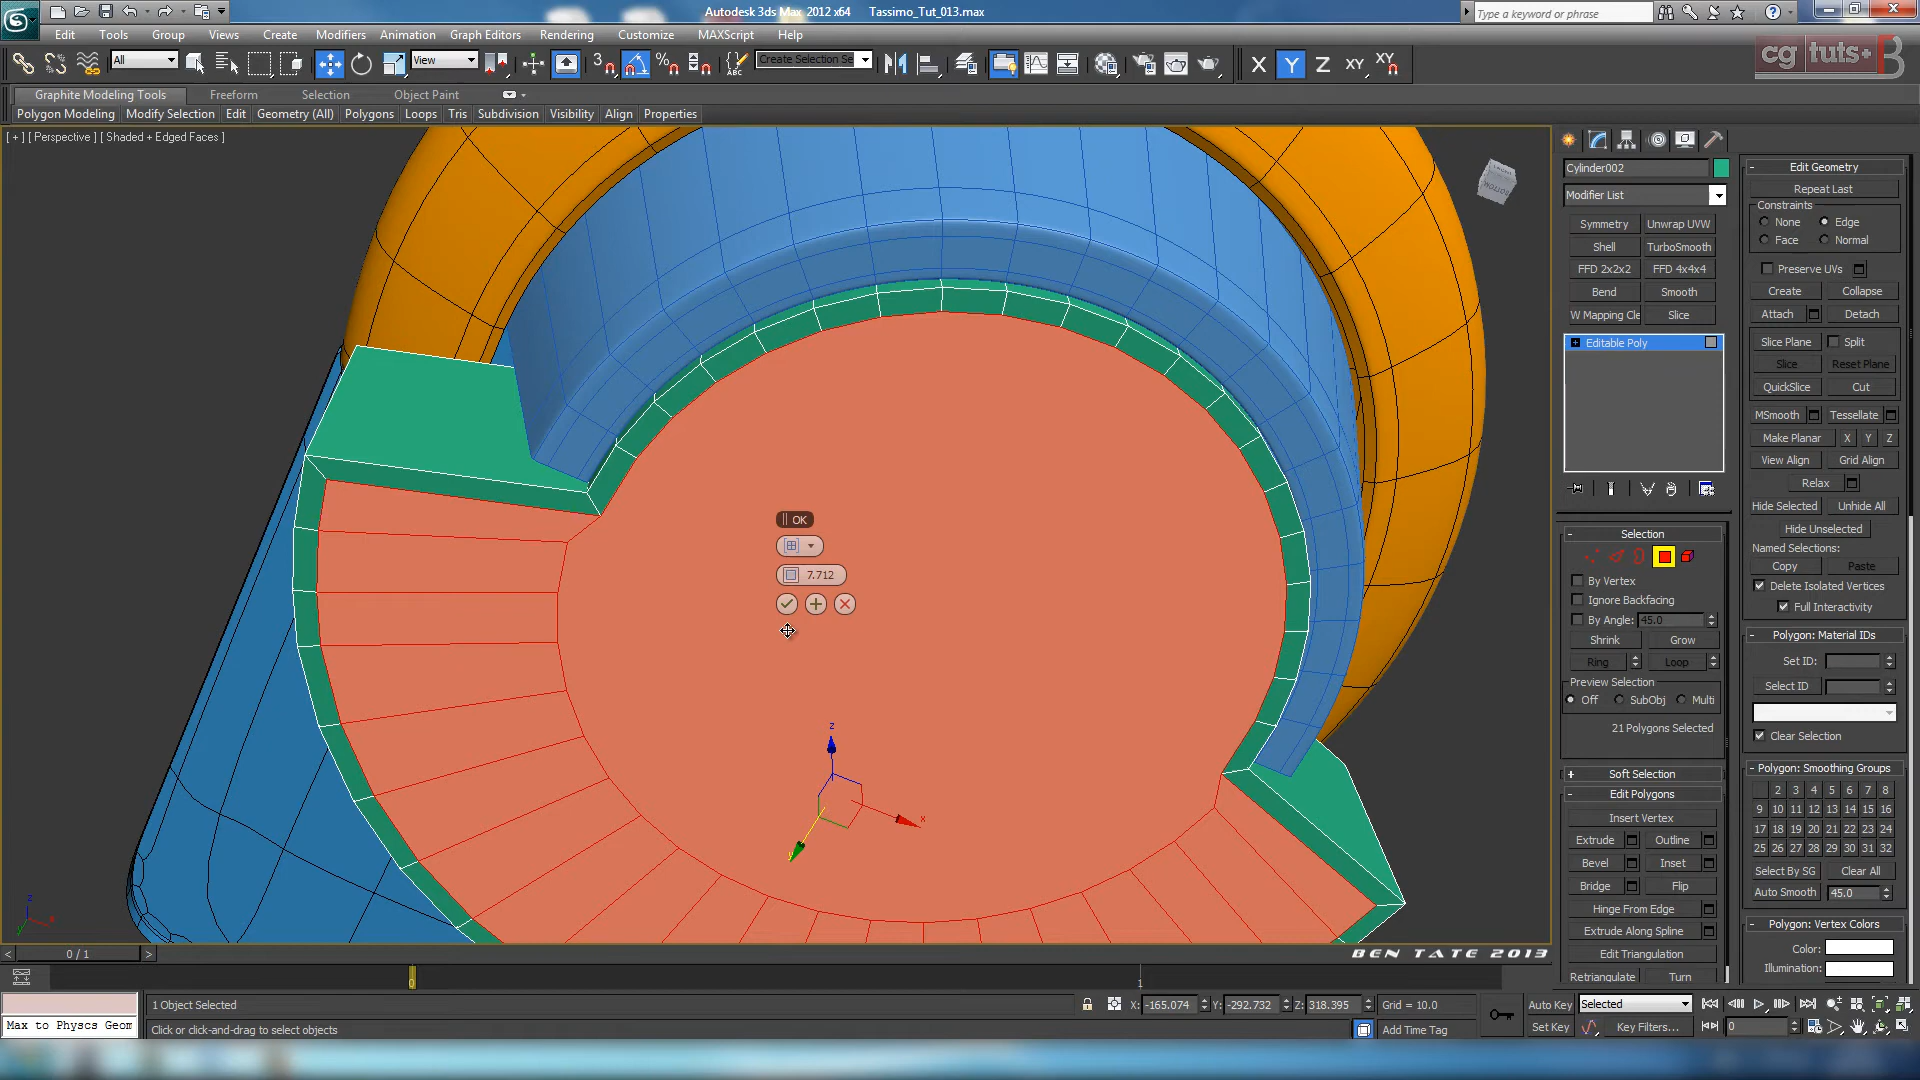 Autodesk 3ds Max 2012 x64 Tassimo_Tut_013.max
Type a keyword or phrase
Edit Tools Group Views Create Modifiers Animation Graph Editors Rendering Customize MAXScript Help
All View 3 Create Selection Se X Y Z XY XY
cg tuts+
Graphite Modeling Tools Freeform Selection Object Paint
Polygon Modeling Modify Selection Edit Geometry (All) Polygons Loops Tris Subdivision Visibility Align Properties
[ + ] [ Perspective ] [ Shaded + Edged Faces ]
OK
7.712
z
x
y
BEN TATE 2013
Cylinder002
Modifier List
Symmetry Unwrap UVW
Shell TurboSmooth
FFD 2x2x2 FFD 4x4x4
Bend Smooth
W Mapping Cle Slice
Editable Poly
Selection
By Vertex
Ignore Backfacing
By Angle: 45.0
Shrink Grow
Ring Loop
Preview Selection
Off SubObj Multi
21 Polygons Selected
Soft Selection
Edit Polygons
Insert Vertex
Extrude Outline
Bevel Inset
Bridge Flip
Hinge From Edge
Extrude Along Spline
Edit Triangulation
Retriangulate Turn
Edit Geometry
Repeat Last
Constraints
None Edge
Face Normal
Preserve UVs
Create Collapse
Attach Detach
Slice Plane Split
Slice Reset Plane
QuickSlice Cut
MSmooth Tessellate
Make Planar X Y Z
View Align Grid Align
Relax
Hide Selected Unhide All
Hide Unselected
Named Selections:
Copy Paste
Delete Isolated Vertices
Full Interactivity
Polygon: Material IDs
Set ID:
Select ID
Clear Selection
Polygon: Smoothing Groups
2 3 4 5 6 7 8
9 10 11 12 13 14 15 16
17 18 19 20 21 22 23 24
25 26 27 28 29 30 31 32
Select By SG Clear All
Auto Smooth 45.0
Polygon: Vertex Colors
Color:
Illumination:
< 0 / 1 >
0 1
1 Object Selected X: -165.074 Y: -292.732 Z: 318.395 Grid = 10.0 Auto Key Selected
Max to Physcs Geom Click or click-and-drag to select objects Add Time Tag Set Key Key Filters... 0